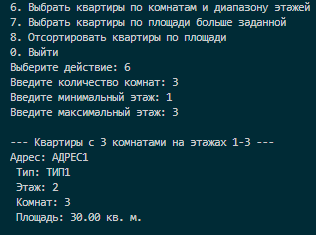 6. Выбрать квартиры по комнатам и диапазону этажей
7. Выбрать квартиры по площади больше заданной
8. Отсортировать квартиры по площади
0. Выйти
Выберите действие: 6
Введите количество комнат: 3
Введите минимальный этаж: 1
Введите максимальный этаж: 3
--- Квартиры с 3 комнатами на этажах 1-3 ---
Адрес: АДРЕС1
Тип: ТИП1
Этаж: 2
Комнат: 3
Площадь: 30.00 кв. м.